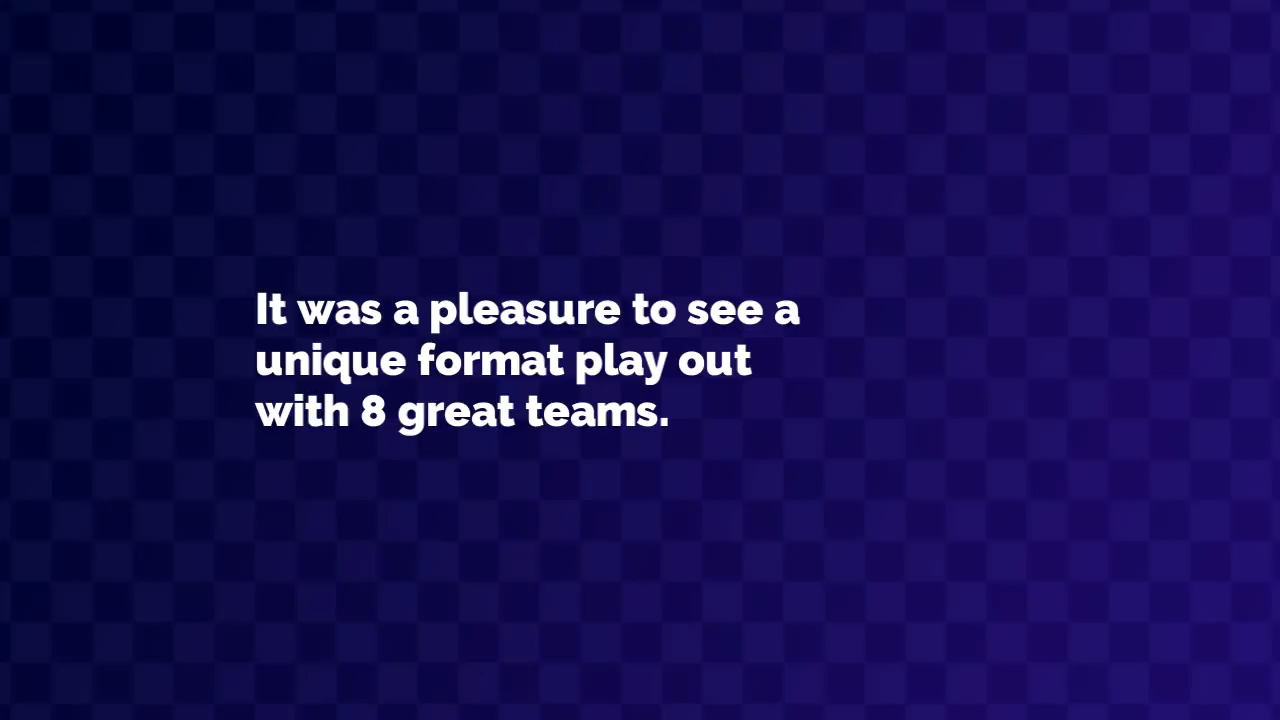 It was a pleasure to see a
unique format play out
with 8 great teams.